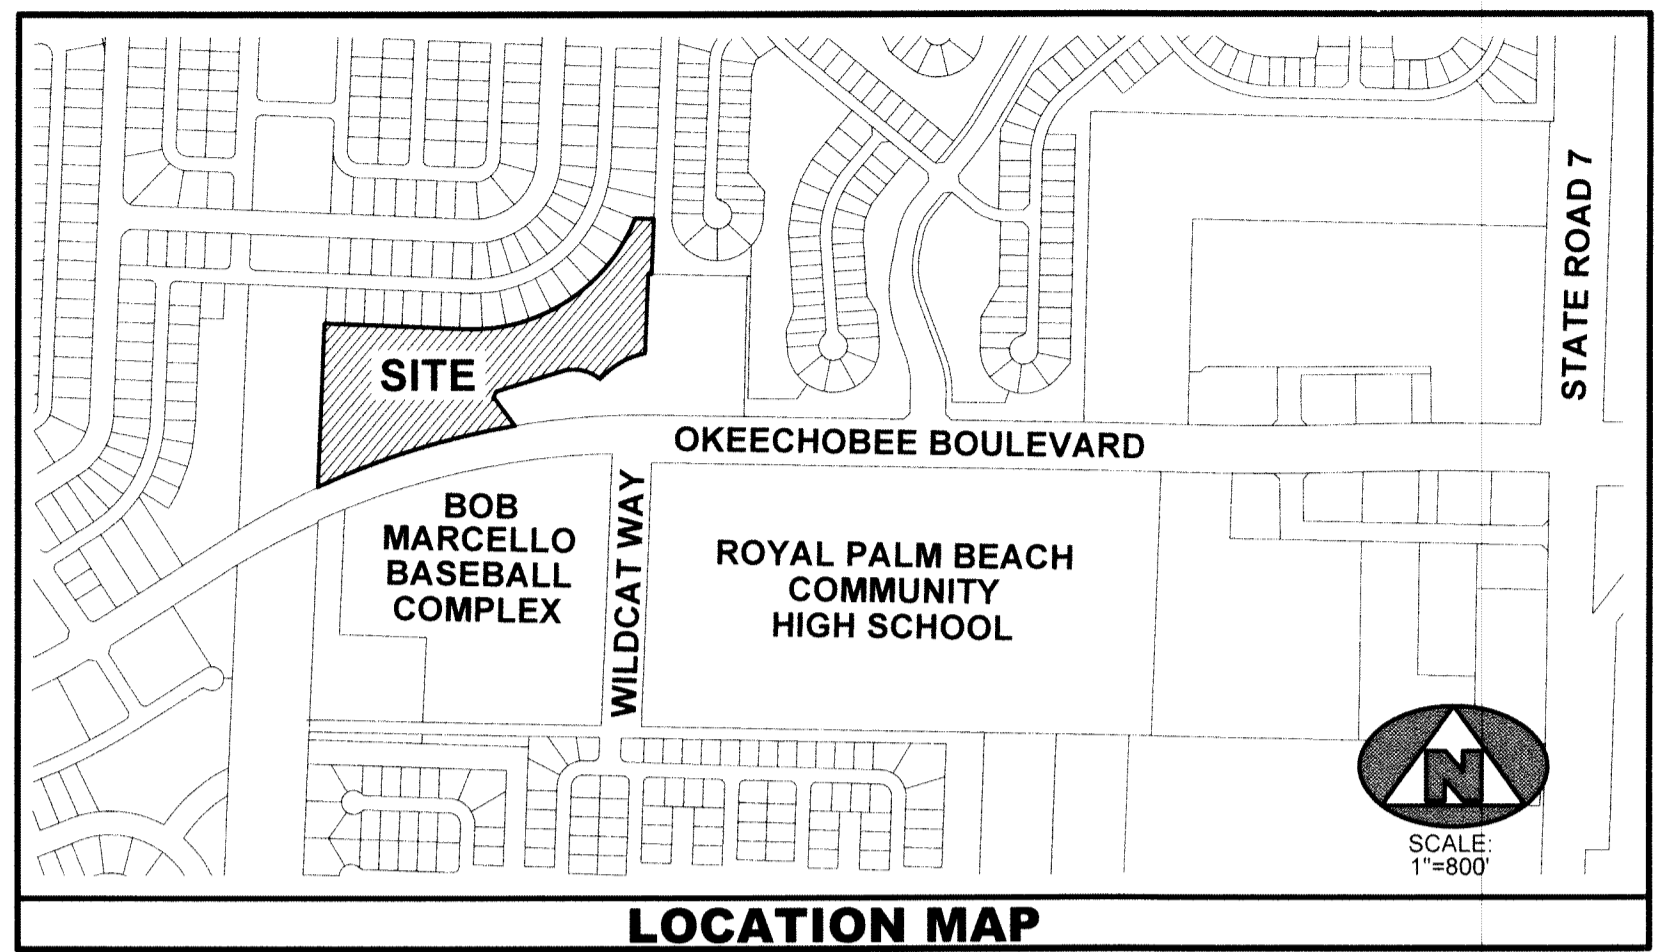 STATE ROAD 7
SITE
OKEECHOBEE BOULEVARD
BOB
MARCELLO
BASEBALL
COMPLEX
WILDCAT WAY
ROYAL PALM BEACH
COMMUNITY
HIGH SCHOOL
N
SCALE:
1"=800'
LOCATION MAP